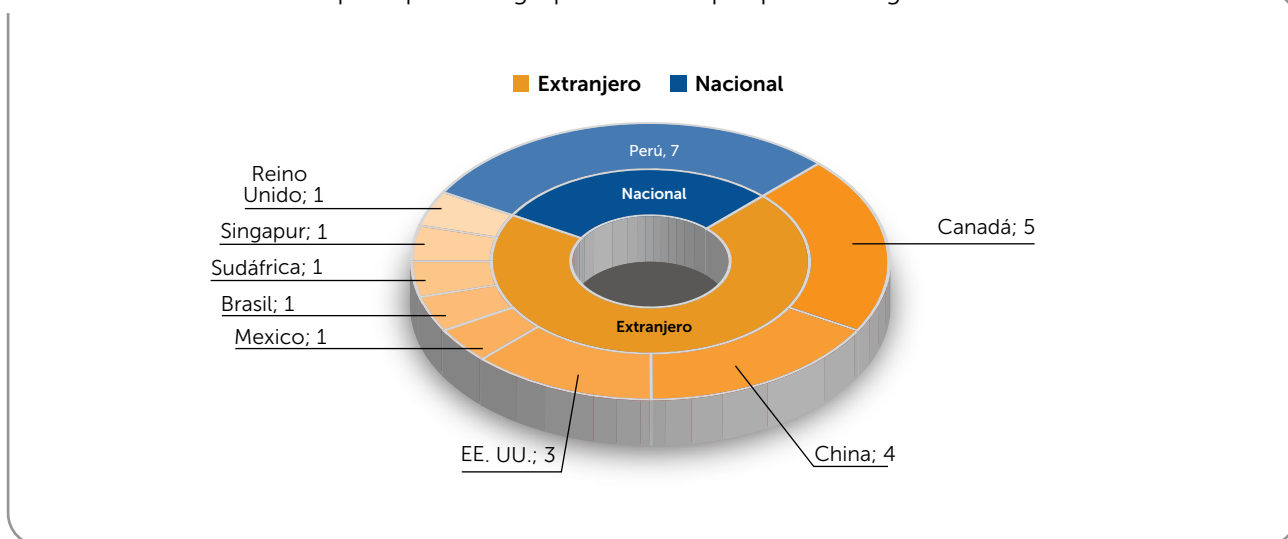 Extranjero Nacional
Perú, 7
Nacional
Reino
Unido; 1
Singapur; 1
Sudáfrica; 1
Brasil; 1
Mexico; 1
Canadá; 5
Extranjero
EE. UU.; 3
China; 4